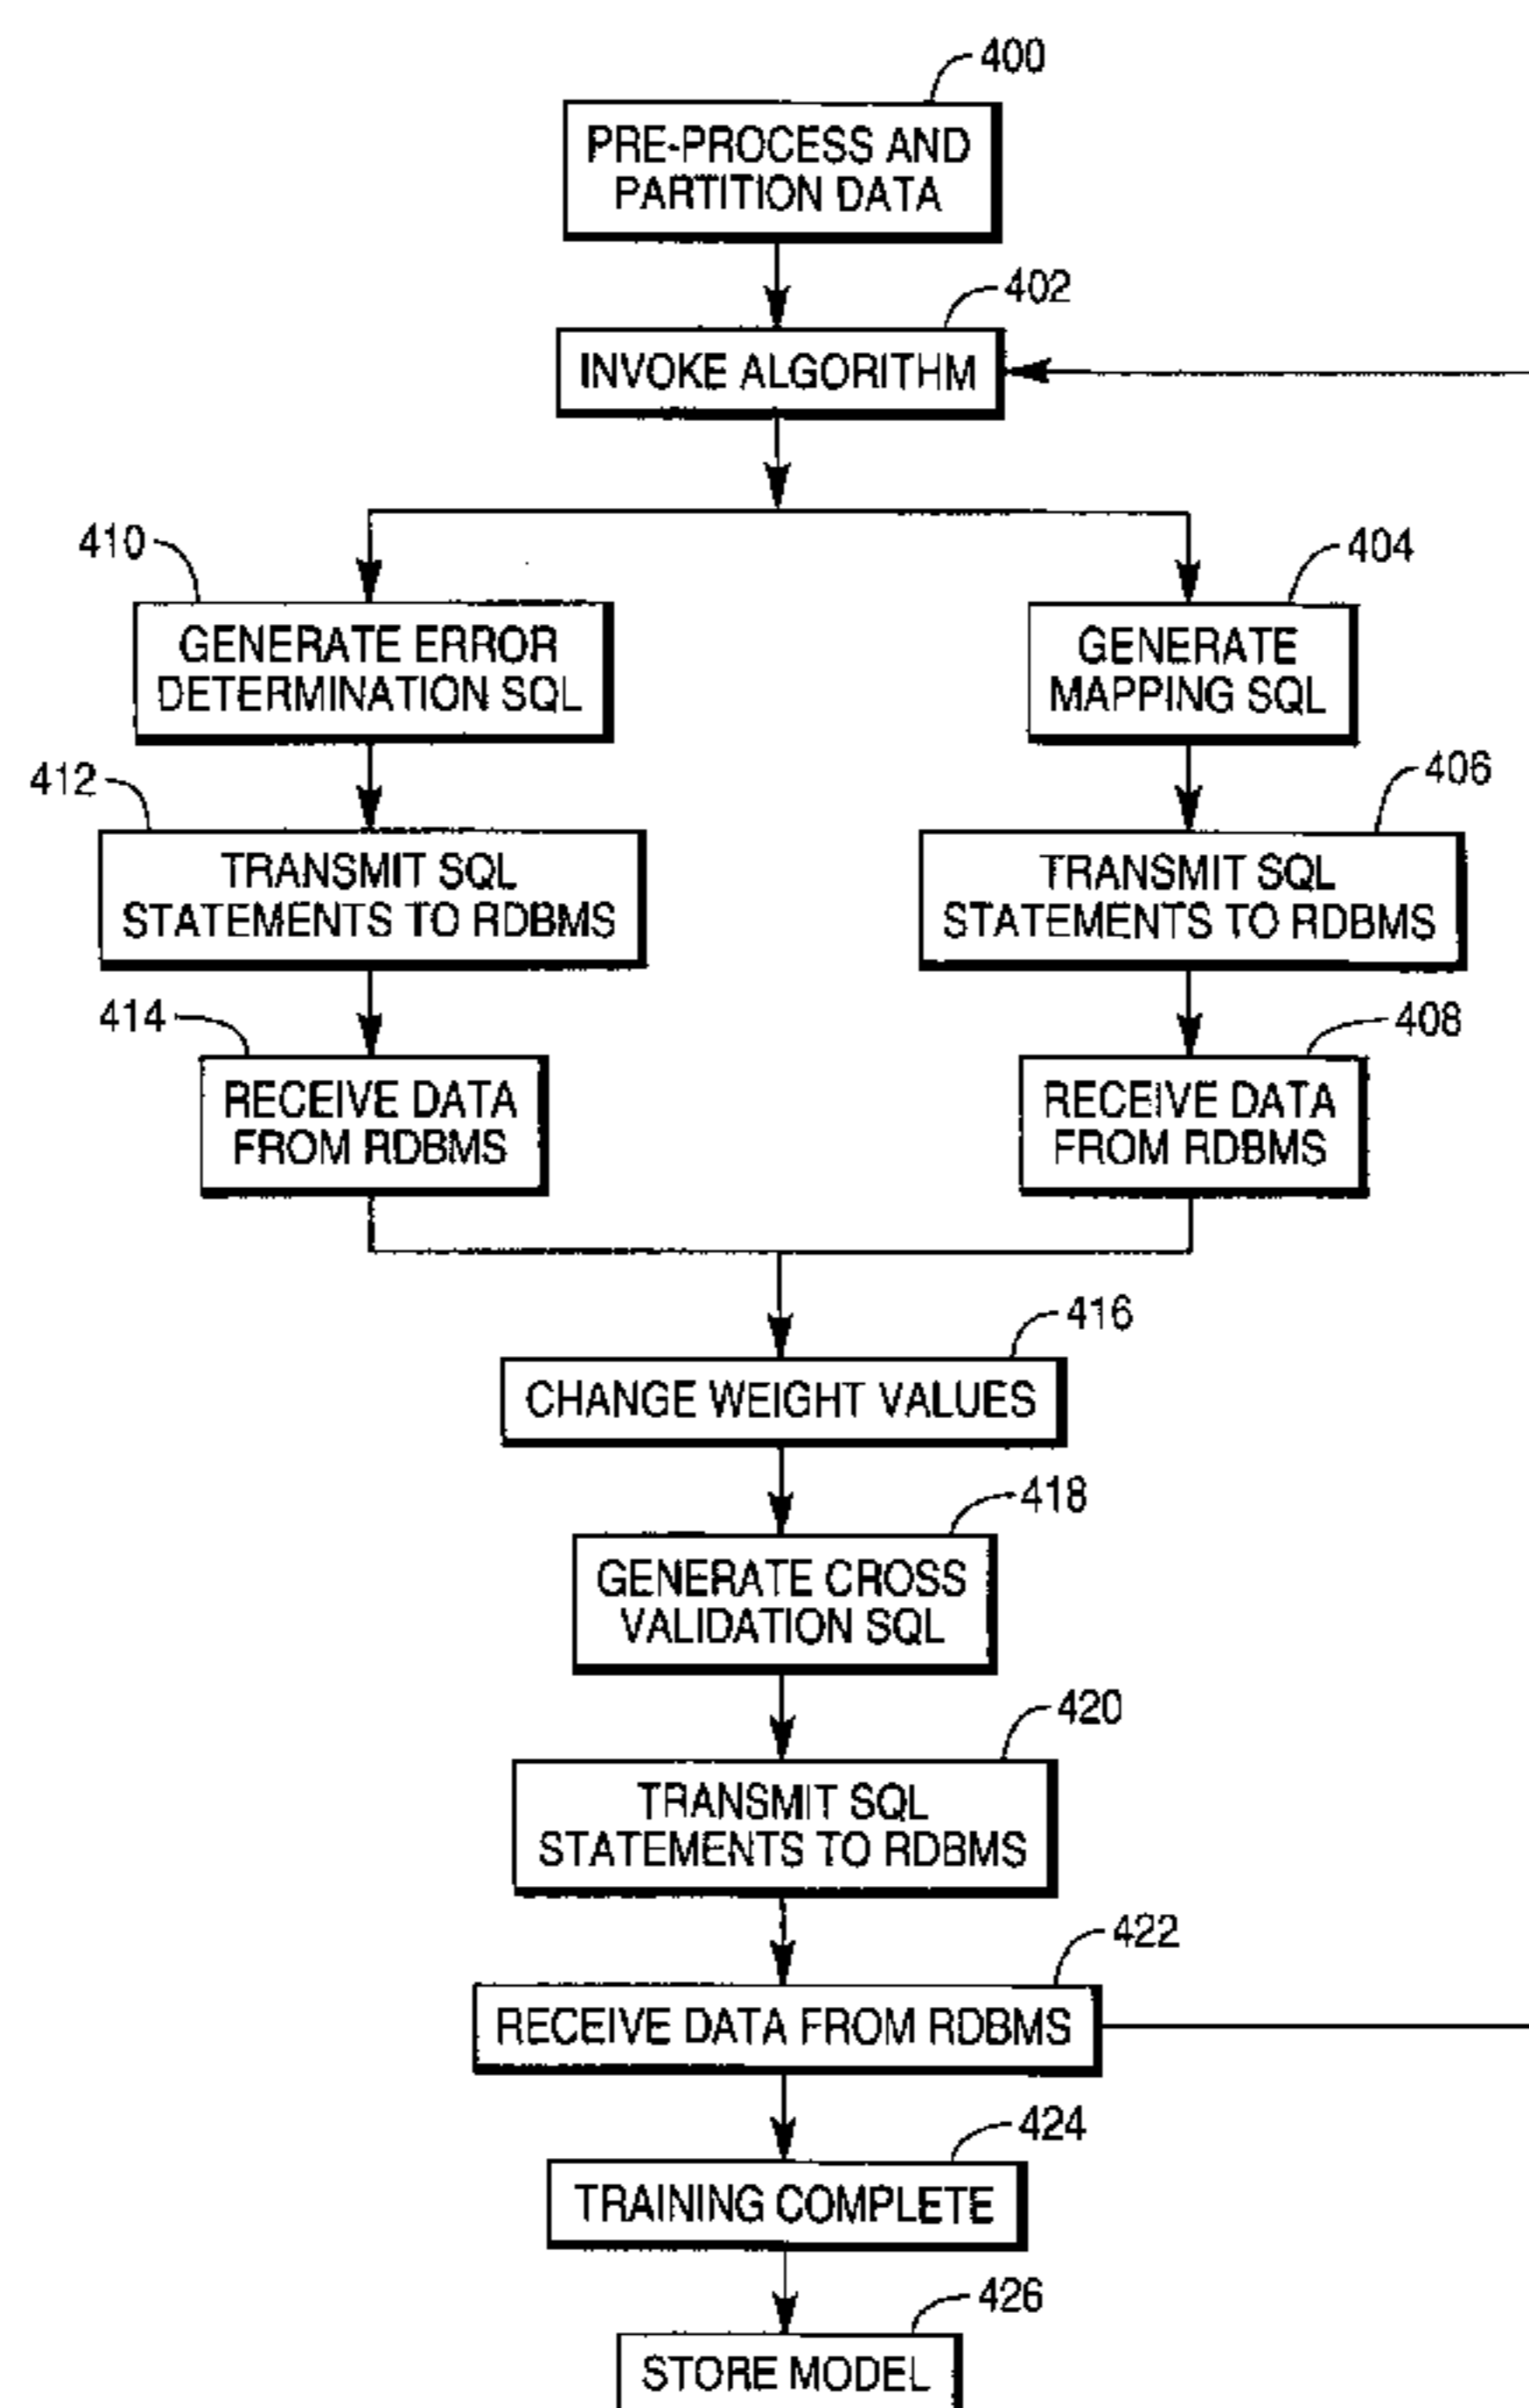 400
PRE-PROCESS AND
PARTITION DATA
402
INVOKE ALGORITHM
410
GENERATE ERROR
DETERMINATION SQL
404
GENERATE
MAPPING SQL
412
TRANSMIT SQL
STATEMENTS TO RDBMS
406
TRANSMIT SQL
STATEMENTS TO RDBMS
414
RECEIVE DATA
FROM RDBMS
408
RECEIVE DATA
FROM RDBMS
416
CHANGE WEIGHT VALUES
418
GENERATE CROSS
VALIDATION SQL
420
TRANSMIT SQL
STATEMENTS TO RDBMS
422
RECEIVE DATA FROM RDBMS
424
TRAINING COMPLETE
426
STORE MODEL